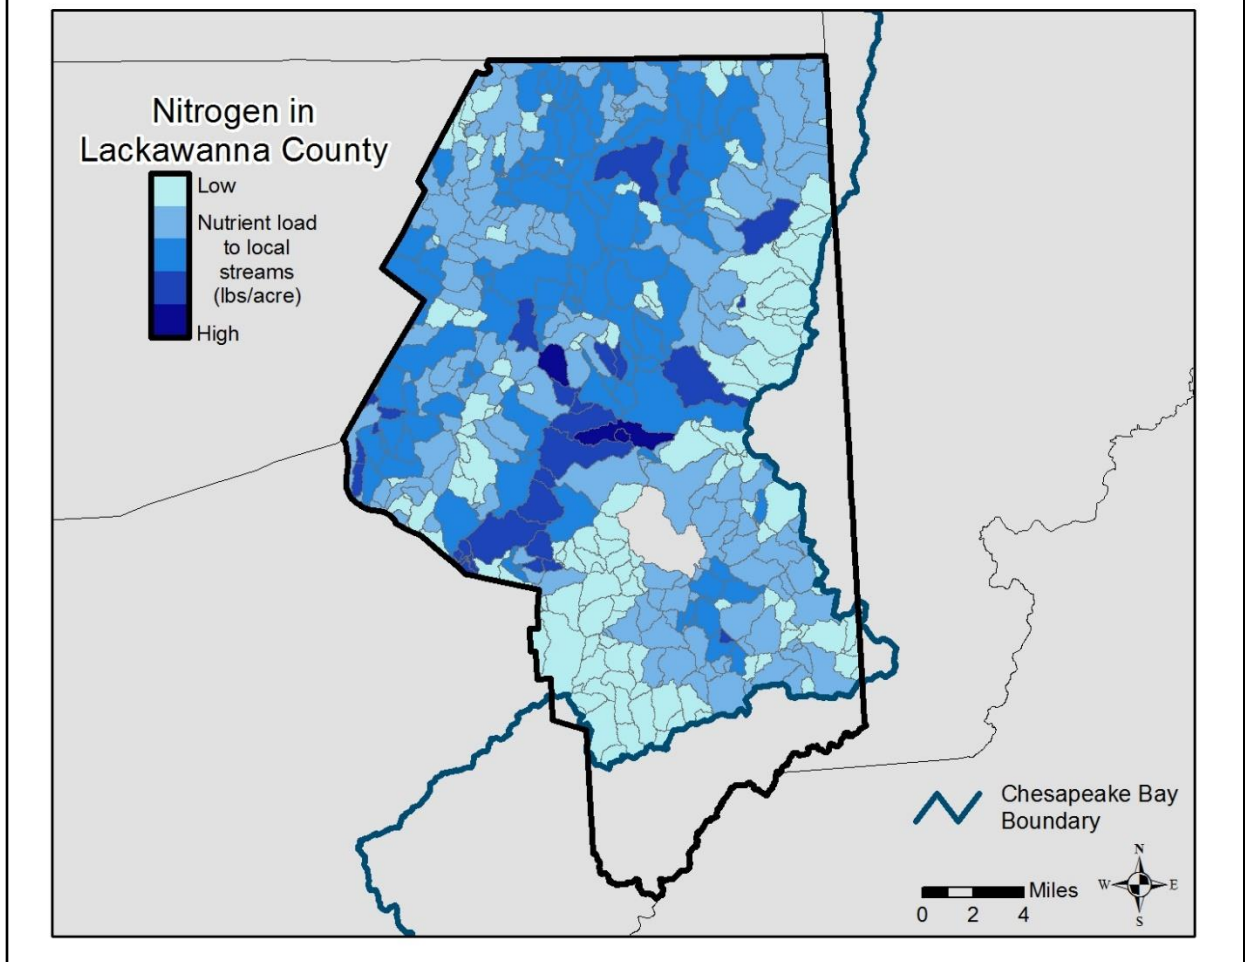 Nitrogen in
Lackawanna County
Low
Nutrient load
to local
streams
(lbs/acre)
High
Chesapeake Bay
Boundary
N
W E
S
Miles
0 2 4